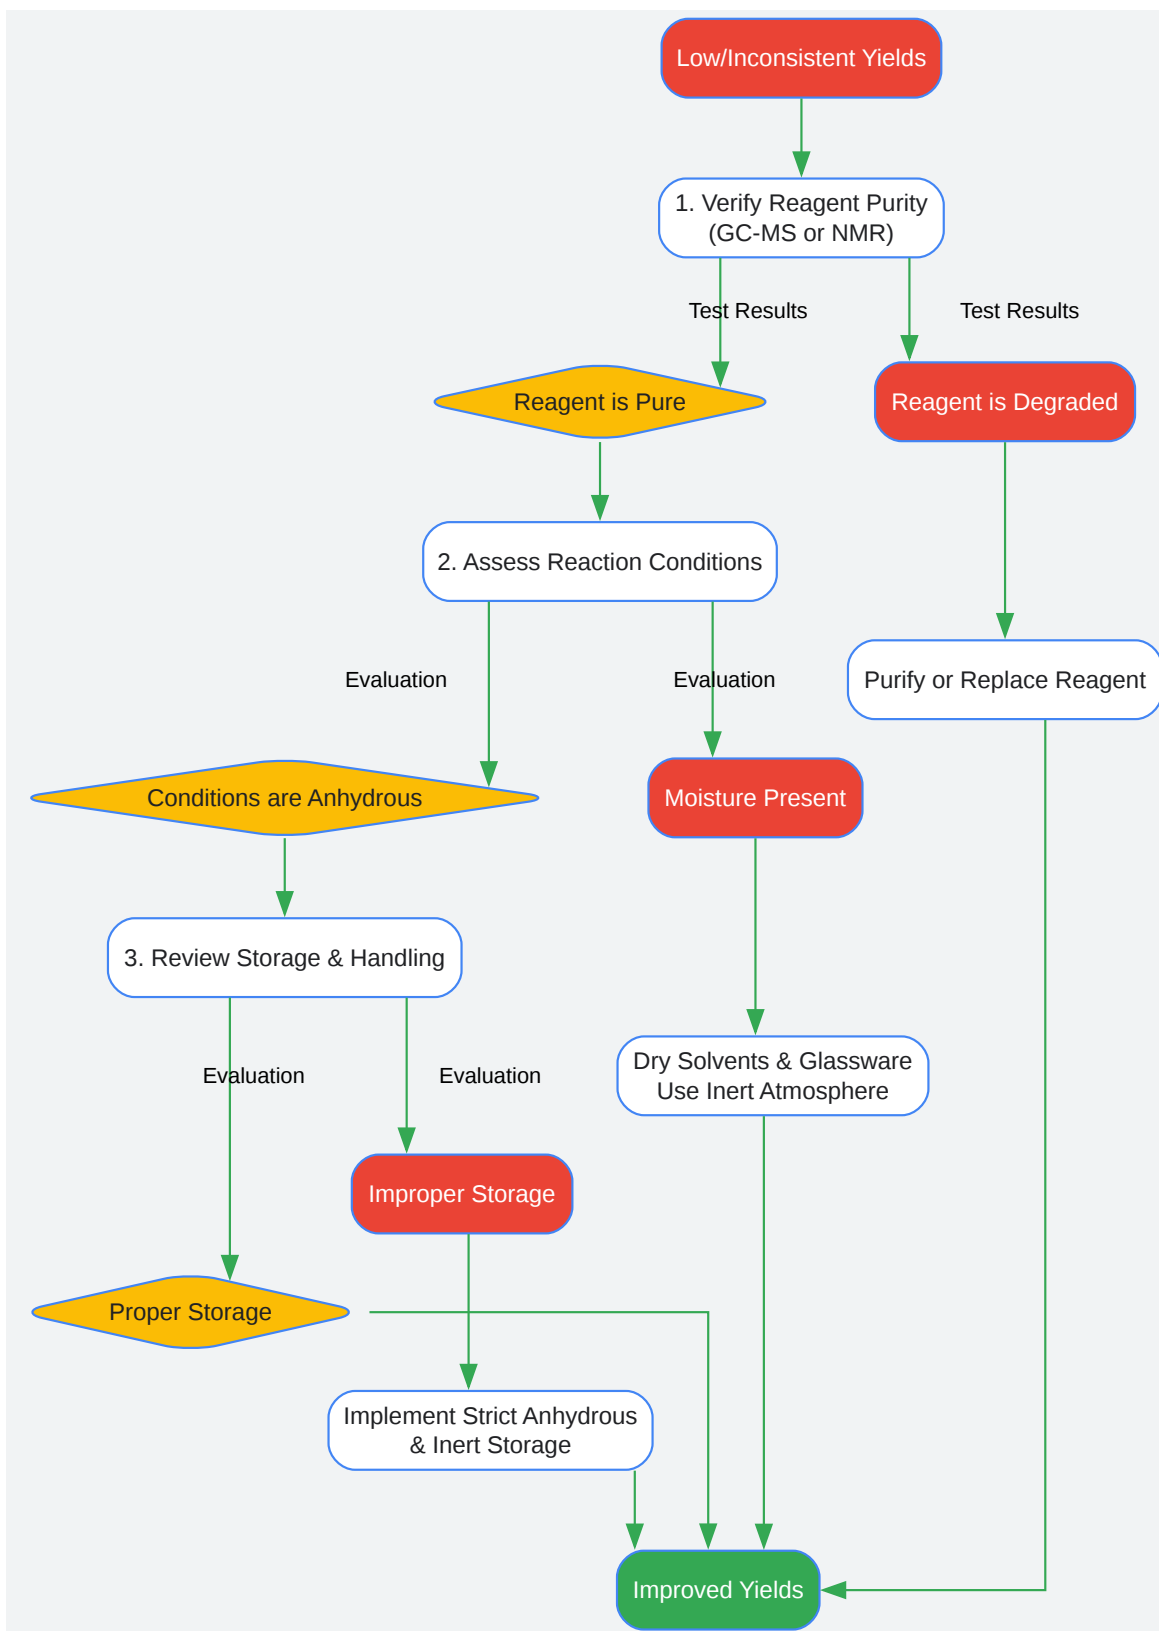 Low/Inconsistent Yields
1. Verify Reagent Purity
(GC-MS or NMR)
Test Results
Test Results
Reagent is Pure
Reagent is Degraded
2. Assess Reaction Conditions
Evaluation
Evaluation
Purify or Replace Reagent
Conditions are Anhydrous
Moisture Present
3. Review Storage & Handling
Dry Solvents & Glassware
Use Inert Atmosphere
Evaluation
Evaluation
Improper Storage
Proper Storage
Implement Strict Anhydrous
& Inert Storage
Improved Yields